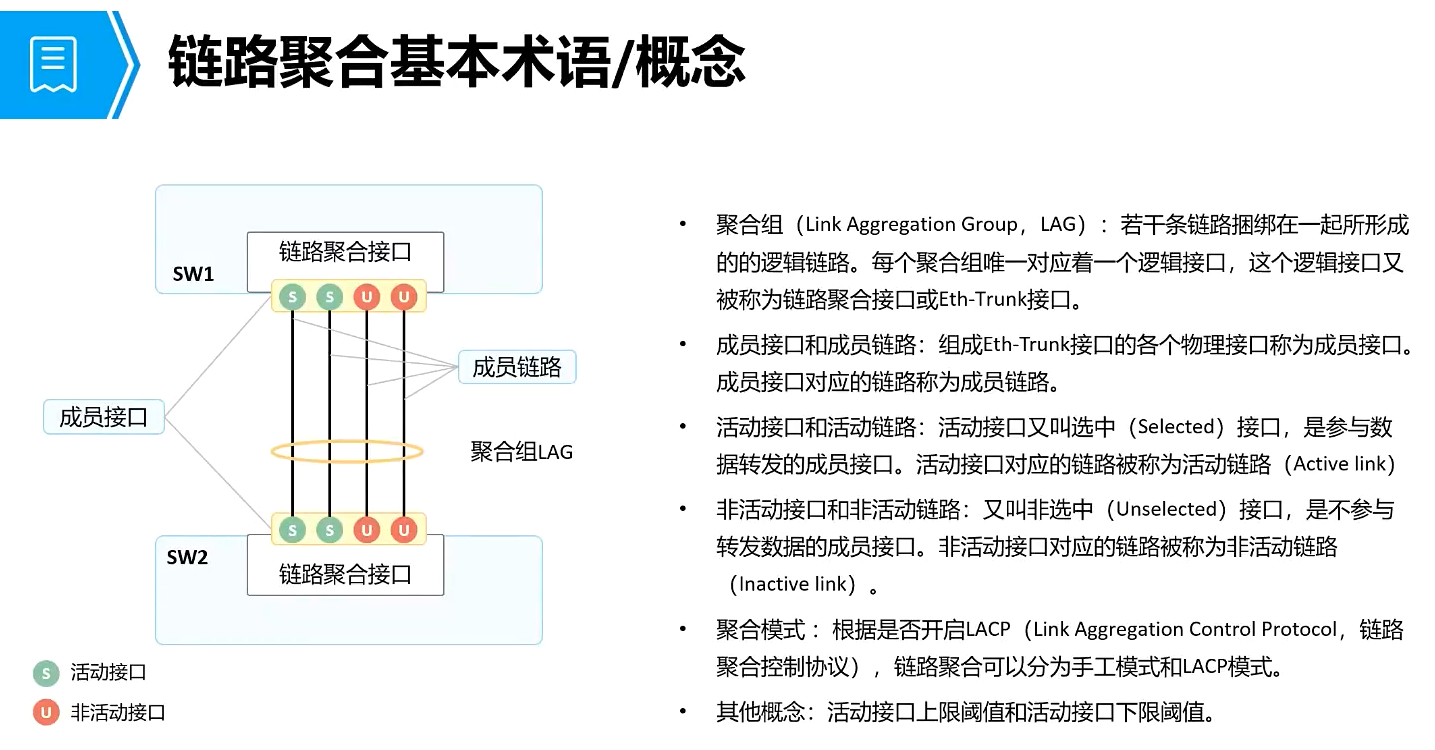 链路聚合基本术语/概念
SW1
链路聚合接口
S S U U
成员链路
成员接口
聚合组LAG
S S U U
SW2
链路聚合接口
S 活动接口
U 非活动接口
• 聚合组（Link Aggregation Group，LAG）：若干条链路捆绑在一起所形成
的的逻辑链路。每个聚合组唯一对应着一个逻辑接口，这个逻辑接口又
被称为链路聚合接口或Eth-Trunk接口。
• 成员接口和成员链路：组成Eth-Trunk接口的各个物理接口称为成员接口。
成员接口对应的链路称为成员链路。
• 活动接口和活动链路：活动接口又叫选中（Selected）接口，是参与数
据转发的成员接口。活动接口对应的链路被称为活动链路（Active link）
• 非活动接口和非活动链路：又叫非选中（Unselected）接口，是不参与
转发数据的成员接口。非活动接口对应的链路被称为非活动链路
（Inactive link）。
• 聚合模式：根据是否开启LACP（Link Aggregation Control Protocol，链路
聚合控制协议），链路聚合可以分为手工模式和LACP模式。
• 其他概念：活动接口上限阈值和活动接口下限阈值。